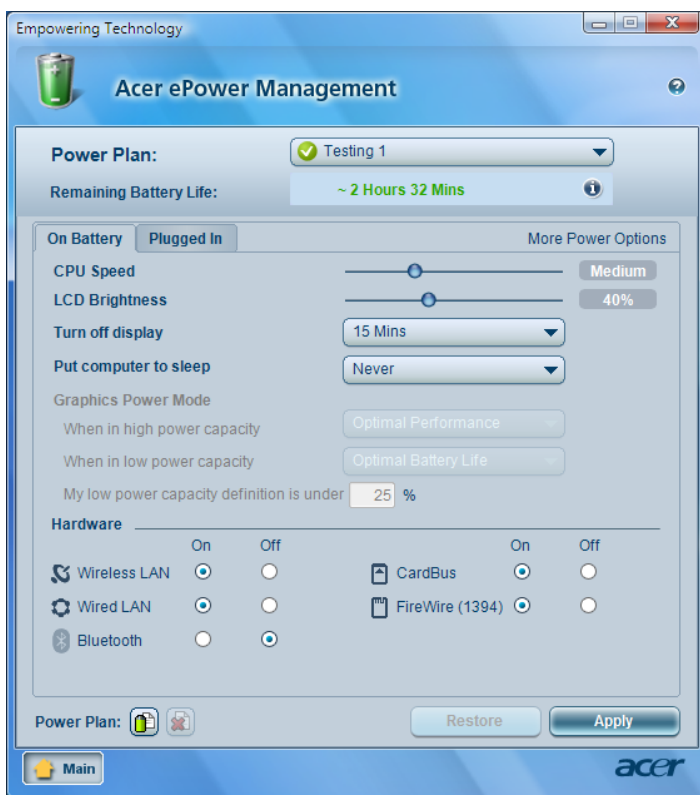 Empowering Technology
Acer ePower Management
Power Plan:
Testing 1
Remaining Battery Life:
~ 2 Hours 32 Mins
On Battery Plugged In More Power Options
CPU Speed Medium
LCD Brightness 40%
Turn off display 15 Mins
Put computer to sleep Never
Graphics Power Mode
When in high power capacity Optimal Performance
When in low power capacity Optimal Battery Life
My low power capacity definition is under 25 %
Hardware
On Off On Off
Wireless LAN CardBus
Wired LAN FireWire (1394)
Bluetooth
Power Plan: Restore Apply
Main acer